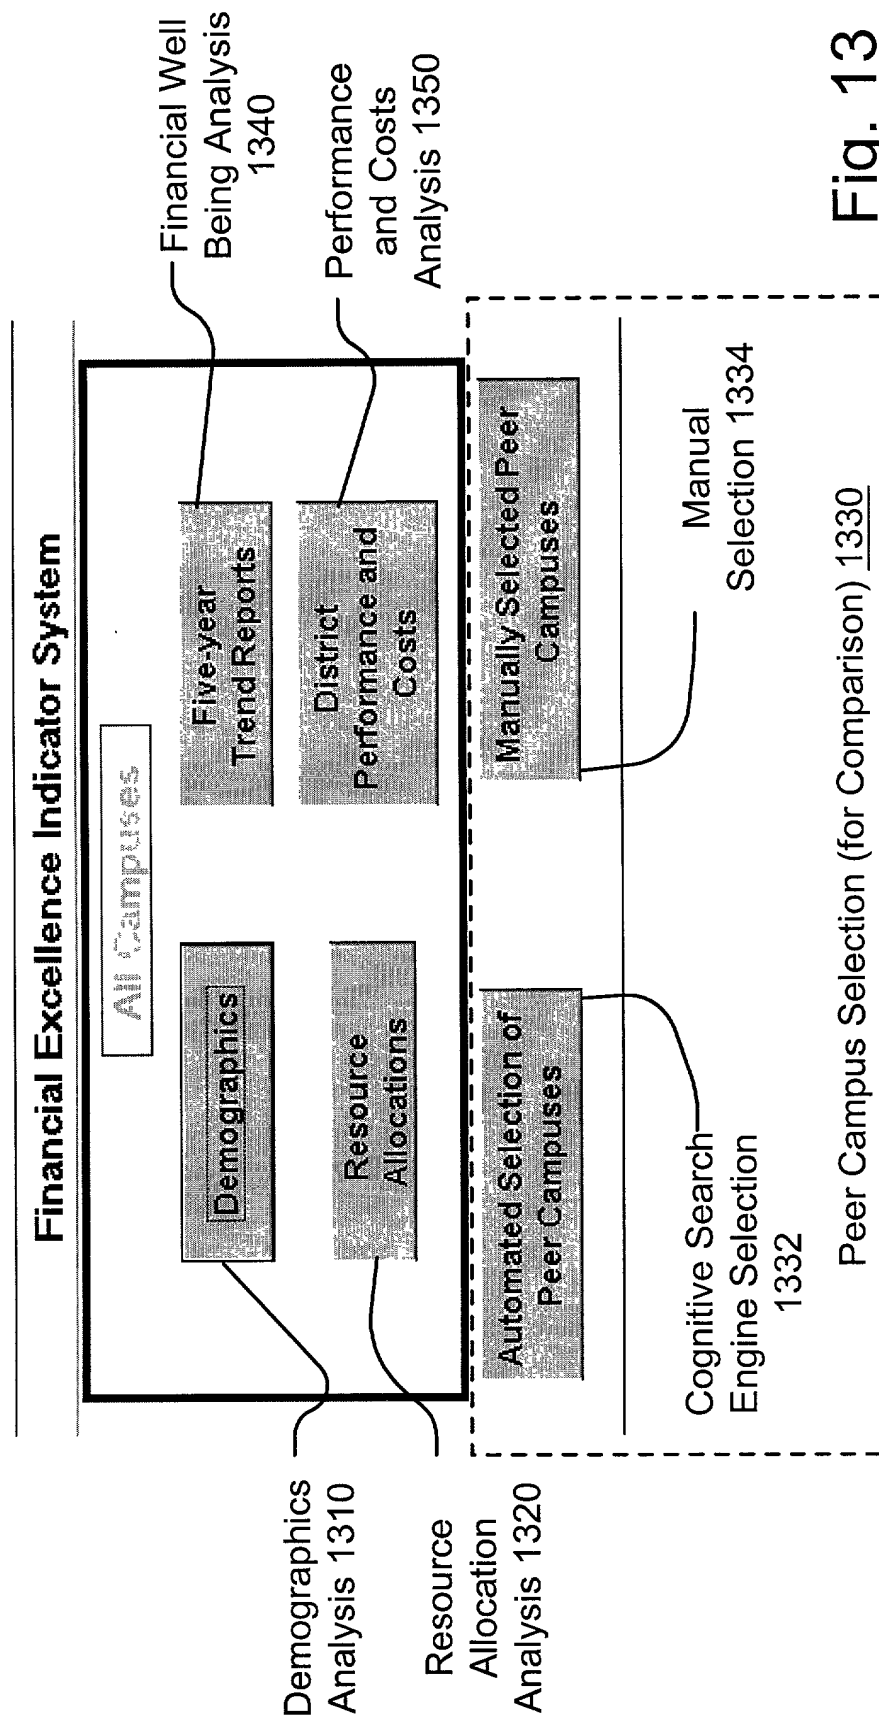 Financial Excellence Indicator System
All Campuses
Demographics
Five-year
Trend Reports
Resource
Allocations
District
Performance and
Costs
Automated Selection of
Peer Campuses
Manually Selected Peer
Campuses
Demographics
Analysis 1310
Resource
Allocation
Analysis 1320
Financial Well
Being Analysis
1340
Performance
and Costs
Analysis 1350
Cognitive Search
Engine Selection
1332
Manual
Selection 1334
Peer Campus Selection (for Comparison) 1330
Fig. 13